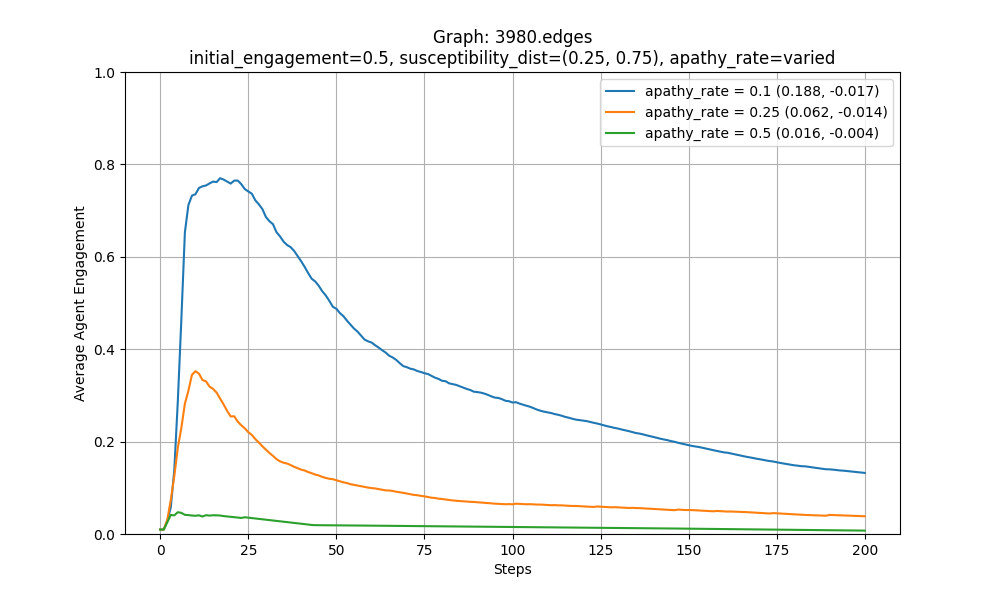 Graph: 3980.edges
initial_engagement=0.5, susceptibility_dist=(0.25, 0.75), apathy_rate=varied
1.0
0.8
0.6
0.4
0.2
0.0
Average Agent Engagement
apathy_rate = 0.1 (0.188, -0.017)
apathy_rate = 0.25 (0.062, -0.014)
apathy_rate = 0.5 (0.016, -0.004)
0 25 50 75 100 125 150 175 200
Steps